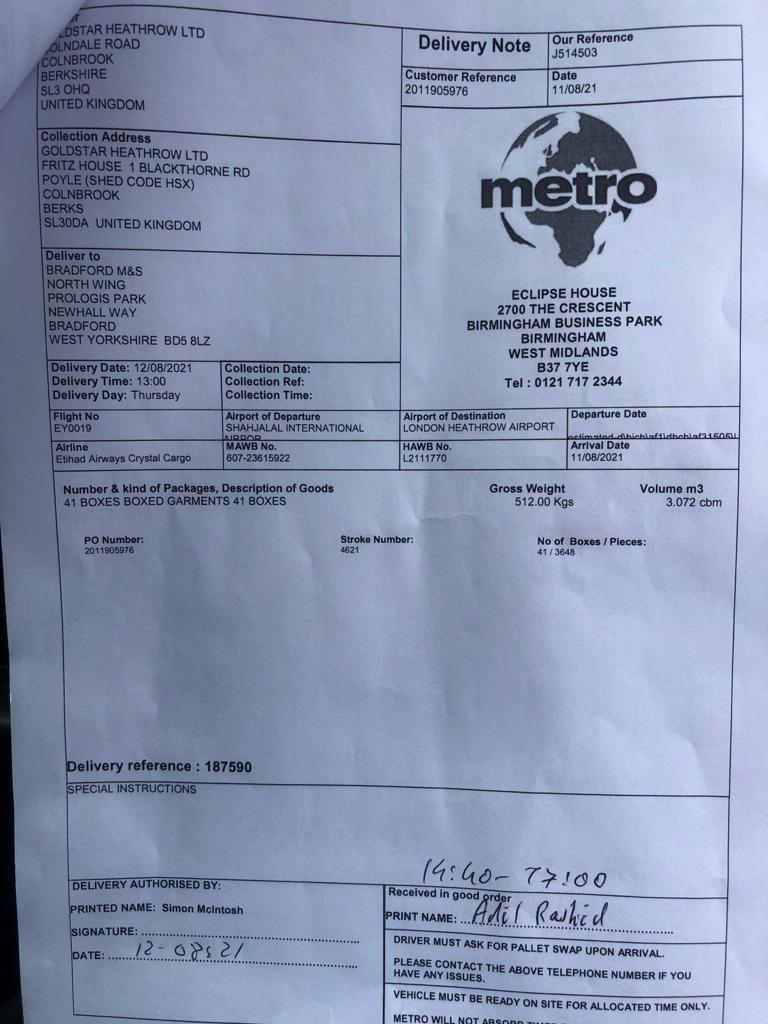 GOLDSTAR HEATHROW LTD
COLNDALE ROAD
COLNBROOK
BERKSHIRE
SL3 OHQ
UNITED KINGDOM
Delivery Note
Our Reference
J514503
Customer Reference
2011905976
Date
11/08/21
Collection Address
GOLDSTAR HEATHROW LTD
FRITZ HOUSE 1 BLACKTHORNE RD
POYLE (SHED CODE HSX)
COLNBROOK
BERKS
SL30DA UNITED KINGDOM
metro
Deliver to
BRADFORD M&S
NORTH WING
PROLOGIS PARK
NEWHALL WAY
BRADFORD
WEST YORKSHIRE BD5 8LZ
ECLIPSE HOUSE
2700 THE CRESCENT
BIRMINGHAM BUSINESS PARK
BIRMINGHAM
WEST MIDLANDS
B37 7YE
Tel : 0121 717 2344
Delivery Date: 12/08/2021
Delivery Time: 13:00
Delivery Day: Thursday
Collection Date:
Collection Ref:
Collection Time:
Flight No
EY0019
Airport of Departure
SHAHJALAL INTERNATIONAL
Airport of Destination
LONDON HEATHROW AIRPORT
Departure Date
Airline
Etihad Airways Crystal Cargo
MAWB No.
607-23615922
HAWB No.
L2111770
Arrival Date
11/08/2021
Number & kind of Packages, Description of Goods
41 BOXES BOXED GARMENTS 41 BOXES
Gross Weight
512.00 Kgs
Volume m3
3.072 cbm
PO Number:
2011905976
Stroke Number:
4621
No of Boxes / Pieces:
41 / 3648
Delivery reference : 187590
SPECIAL INSTRUCTIONS
14:40 - 17:00
DELIVERY AUTHORISED BY:
PRINTED NAME: Simon McIntosh
SIGNATURE:
DATE: 12-08-21
Received in good order
PRINT NAME: Adil Rashid
DRIVER MUST ASK FOR PALLET SWAP UPON ARRIVAL.
PLEASE CONTACT THE ABOVE TELEPHONE NUMBER IF YOU
HAVE ANY ISSUES.
VEHICLE MUST BE READY ON SITE FOR ALLOCATED TIME ONLY.
METRO WILL NOT ABSORB